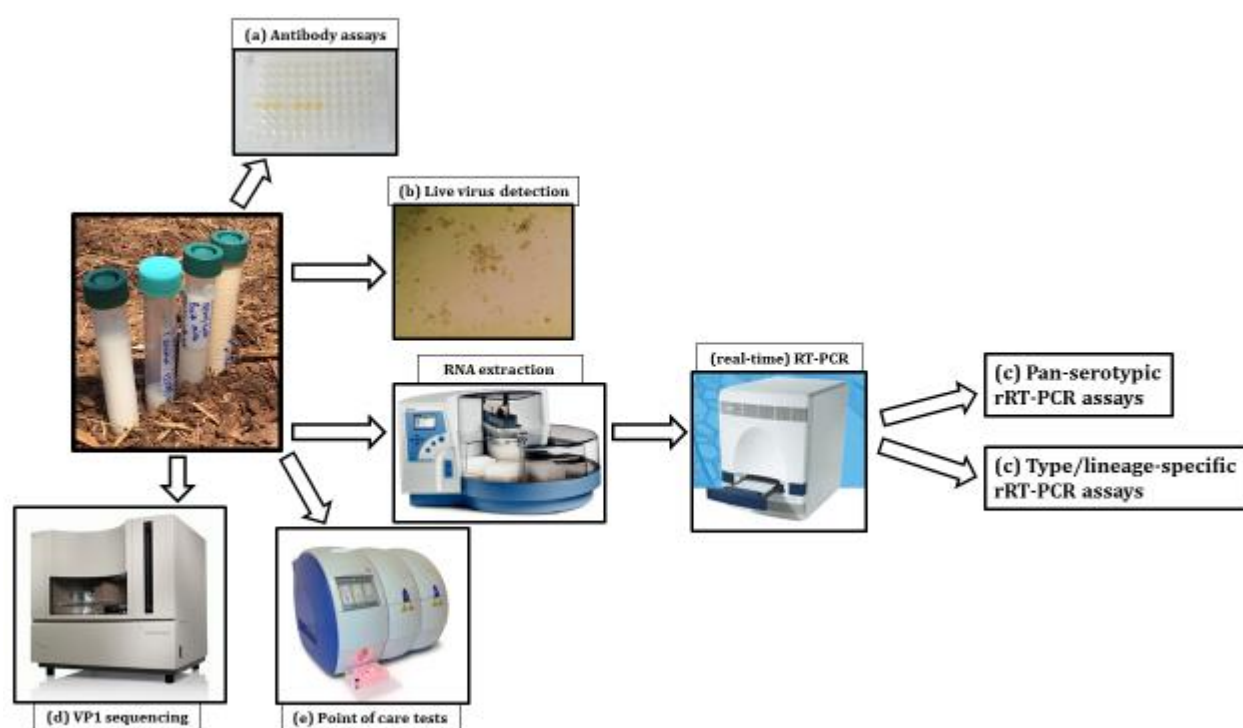 (a) Antibody assays
(b) Live virus detection
RNA extraction
(real-time) RT-PCR
(c) Pan-serotypic
rRT-PCR assays
(c) Type/lineage-specific
rRT-PCR assays
(d) VP1 sequencing
(e) Point of care tests